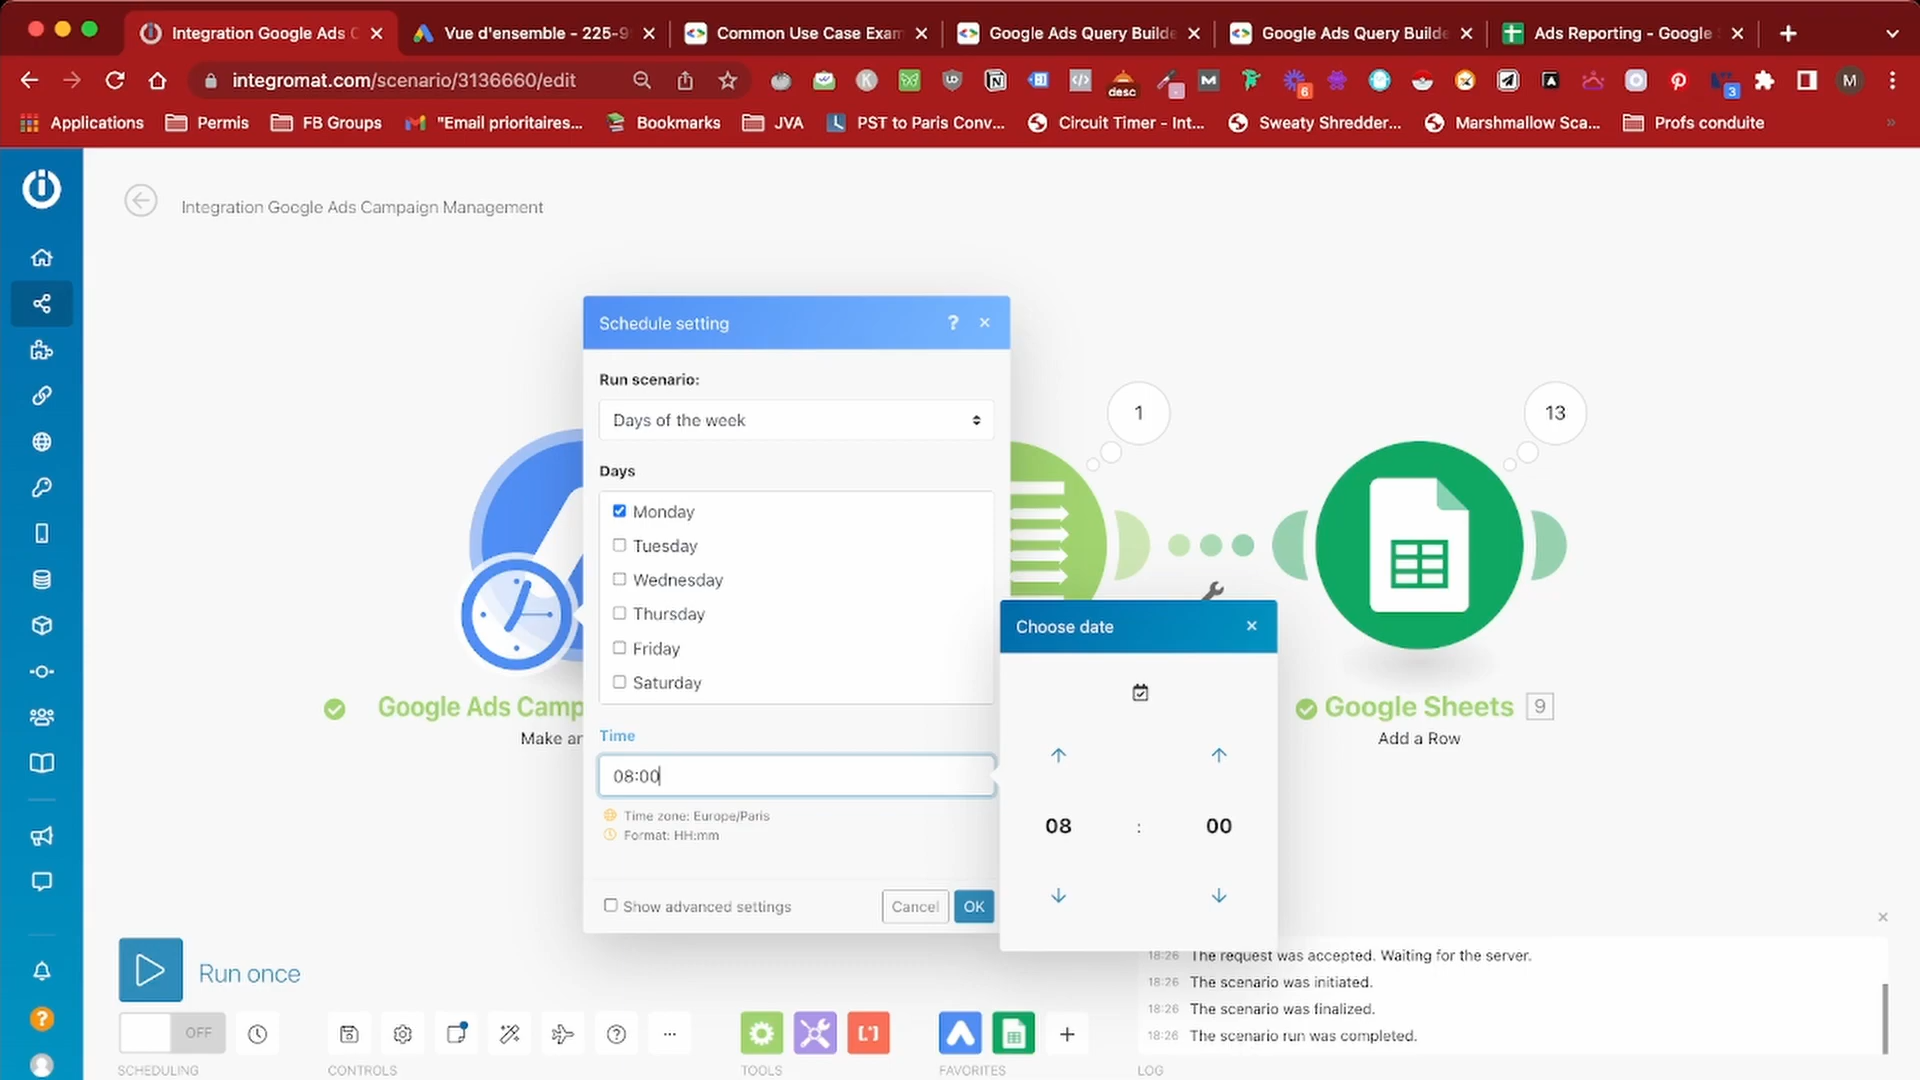 Integration Google Ads C
Vue d'ensemble - 225-9
Common Use Case Exam
Google Ads Query Builde
Google Ads Query Builde
Ads Reporting - Google S
integromat.com/scenario/3136660/edit
desc
6
3
M
Applications
Permis
FB Groups
"Email prioritaires...
Bookmarks
JVA
PST to Paris Conv...
Circuit Timer - Int...
Sweaty Shredder...
Marshmallow Sca...
Profs conduite
»
Integration Google Ads Campaign Management
Schedule setting
?
Run scenario:
Days of the week
Days
Monday
Tuesday
Wednesday
Thursday
Friday
Saturday
Time
08:00
Time zone: Europe/Paris
Format: HH:mm
Show advanced settings
Cancel
OK
Choose date
08 : 00
1
13
Google Ads Camp
Make an
Google Sheets 9
Add a Row
Run once
OFF
SCHEDULING
CONTROLS
TOOLS
FAVORITES
18:26 The request was accepted. Waiting for the server.
18:26 The scenario was initiated.
18:26 The scenario was finalized.
18:26 The scenario run was completed.
LOG